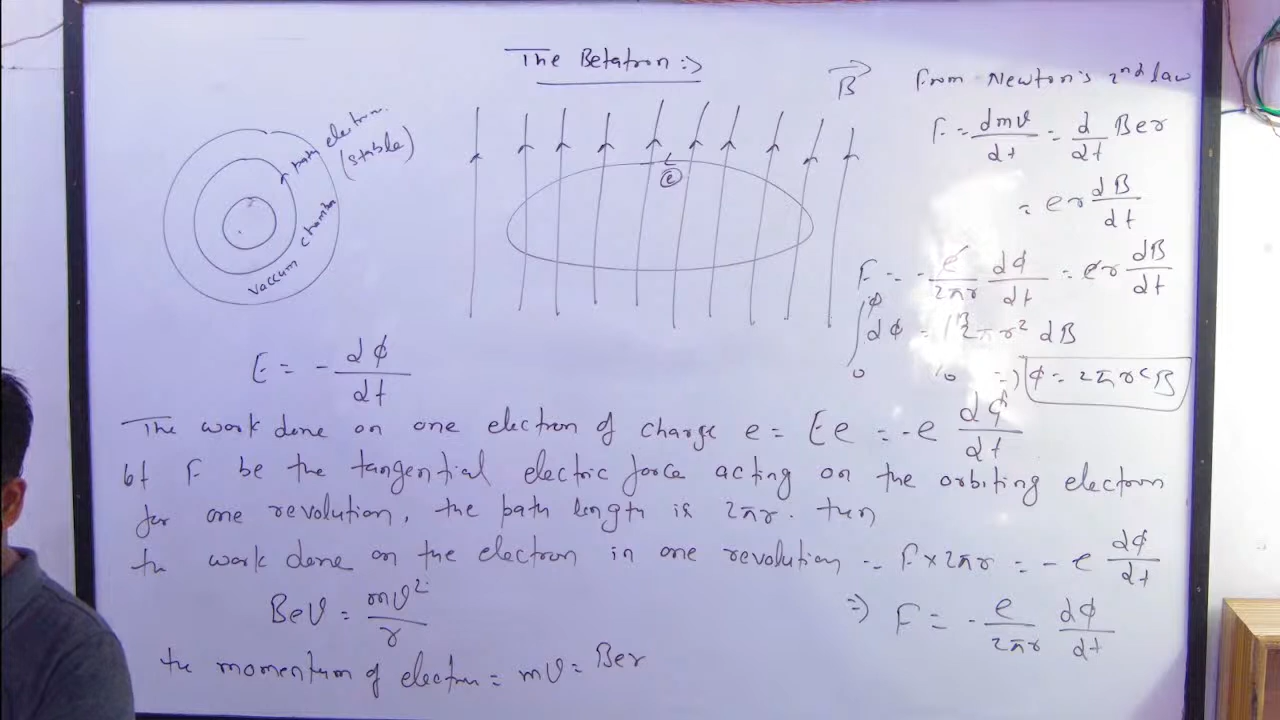 The Betatron :->
B
path electron.
(stable)
vaccum chamber
e
E = - dφ/dt
From Newton's 2nd law
F = dmv/dt = d/dt Ber
= er dB/dt
F = - e/2πr dφ/dt = er dB/dt
∫₀^φ dφ = ∫₀^B 2πr² dB
=> φ = 2πr²B
The work done on one electron of charge e = Ee = -e dφ/dt
let F be the tangential electric force acting on the orbiting electron
for one revolution, the path length is 2πr. then
the work done on the electron in one revolution = F×2πr = - e dφ/dt
BeV = mv²/r
=> F = - e/2πr dφ/dt
the momentum of electron = mv = Ber